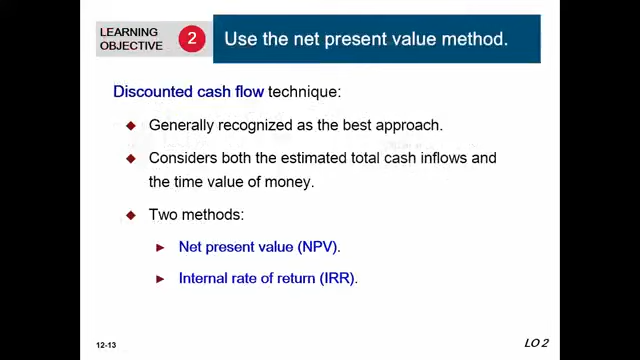 LEARNING
OBJECTIVE
2
Use the net present value method.
Discounted cash flow technique:
Generally recognized as the best approach.
Considers both the estimated total cash inflows and
the time value of money.
Two methods:
Net present value (NPV).
Internal rate of return (IRR).
12-13
LO 2